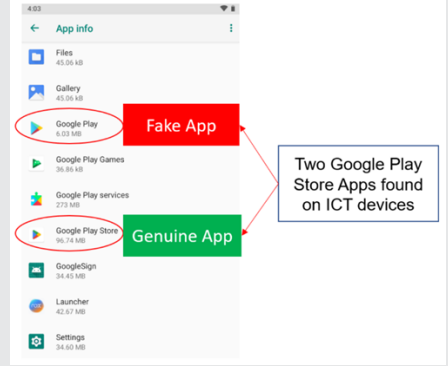 4:03
App info
Files
45.06 kB
Gallery
45.06 kB
Google Play
6.03 MB
Fake App
Google Play Games
36.86 kB
Two Google Play
Store Apps found
on ICT devices
Google Play services
273 MB
Google Play Store
96.74 MB
Genuine App
GoogleSign
34.45 MB
Launcher
42.67 MB
Settings
34.60 MB